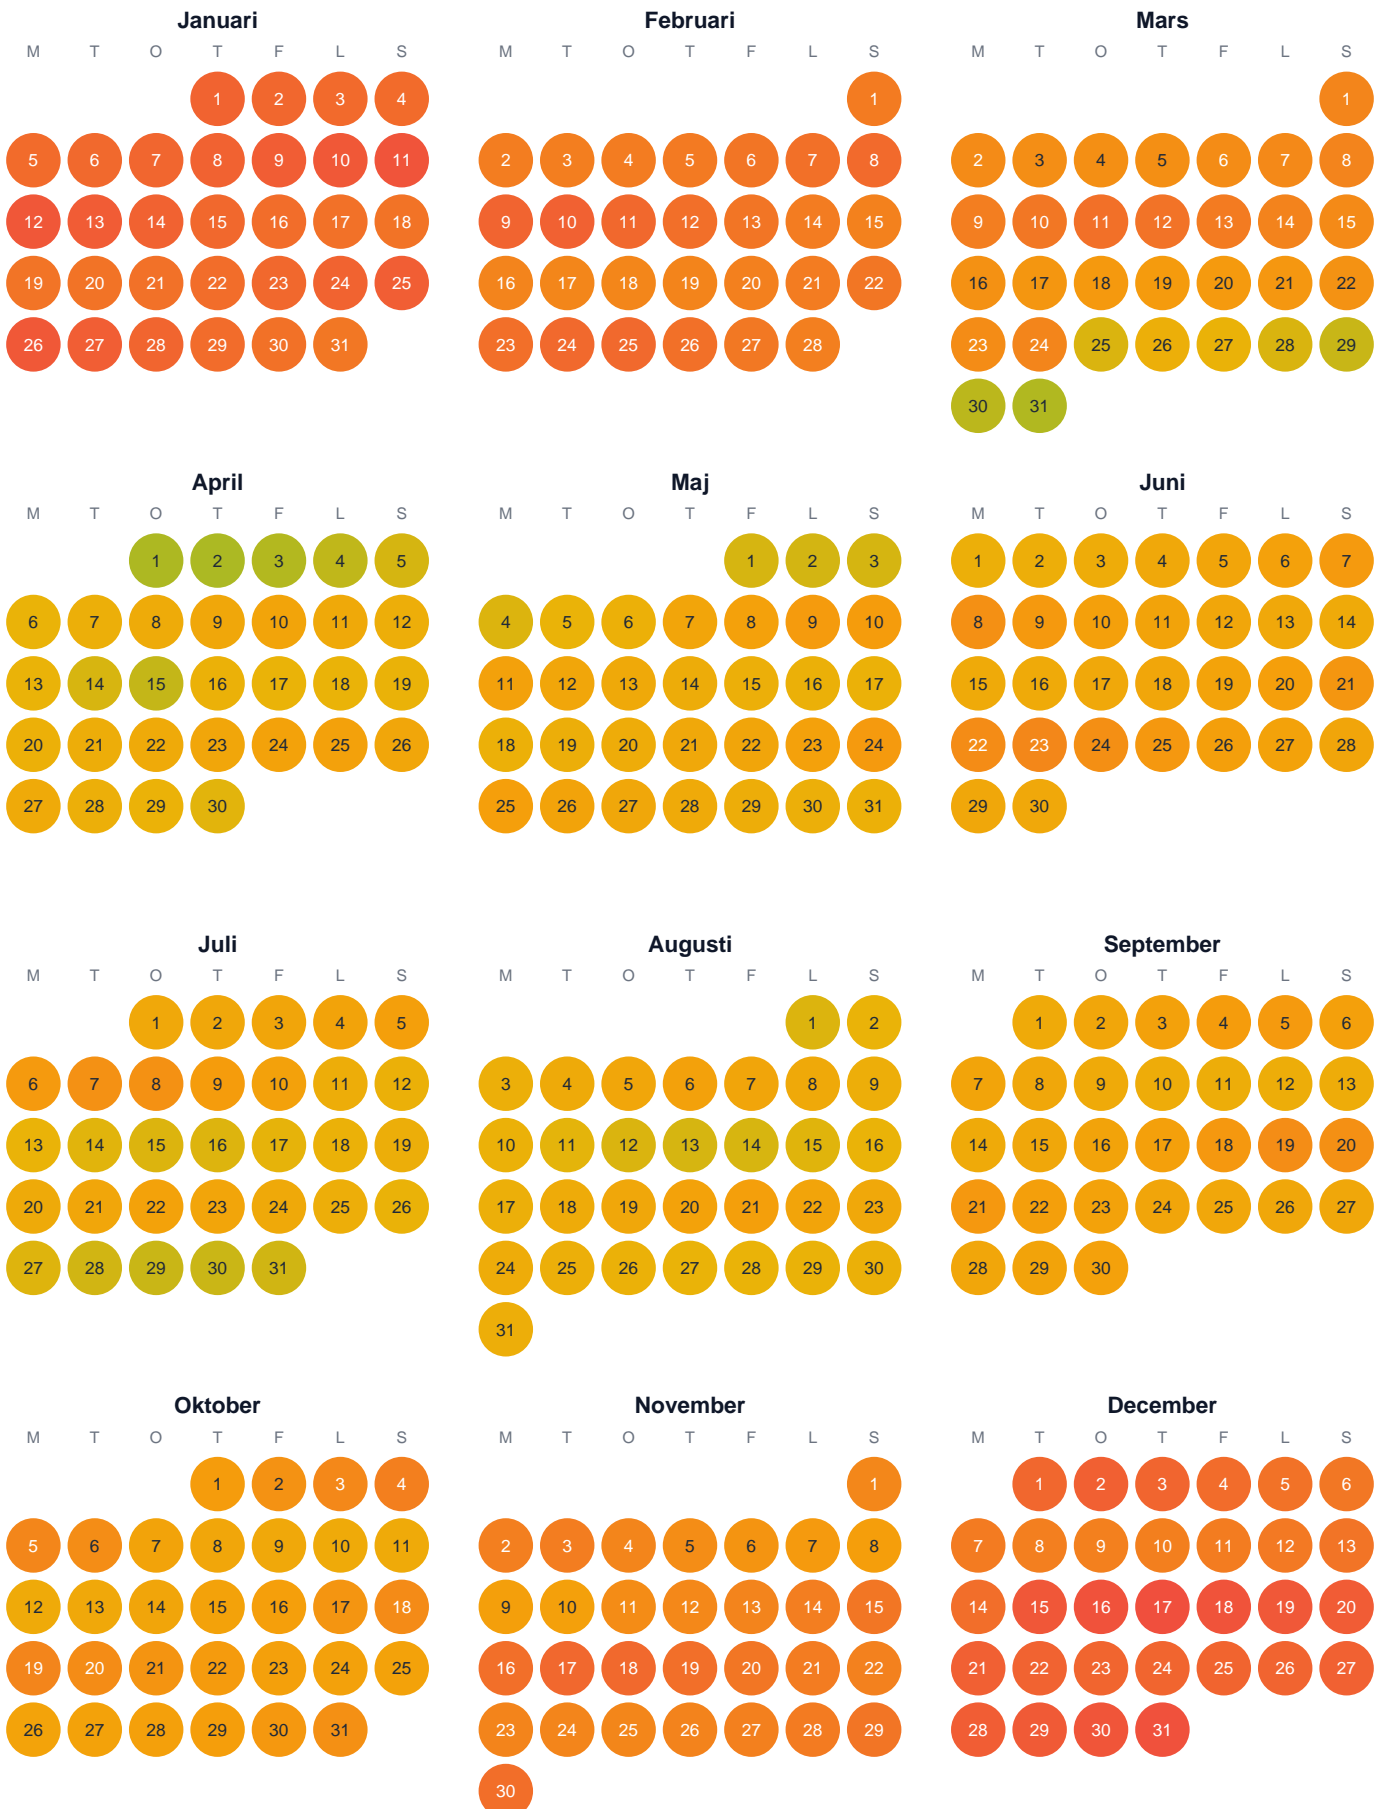 Januari Februari Mars
M T O T F L S M T O T F L S M T O T F L S
1 2 3 4 1 1
5 6 7 8 9 10 11 2 3 4 5 6 7 8 2 3 4 5 6 7 8
12 13 14 15 16 17 18 9 10 11 12 13 14 15 9 10 11 12 13 14 15
19 20 21 22 23 24 25 16 17 18 19 20 21 22 16 17 18 19 20 21 22
26 27 28 29 30 31 23 24 25 26 27 28 23 24 25 26 27 28 29
30 31
April Maj Juni
M T O T F L S M T O T F L S M T O T F L S
1 2 3 4 5 1 2 3 1 2 3 4 5 6 7
6 7 8 9 10 11 12 4 5 6 7 8 9 10 8 9 10 11 12 13 14
13 14 15 16 17 18 19 11 12 13 14 15 16 17 15 16 17 18 19 20 21
20 21 22 23 24 25 26 18 19 20 21 22 23 24 22 23 24 25 26 27 28
27 28 29 30 25 26 27 28 29 30 31 29 30
Juli Augusti September
M T O T F L S M T O T F L S M T O T F L S
1 2 3 4 5 1 2 1 2 3 4 5 6
6 7 8 9 10 11 12 3 4 5 6 7 8 9 7 8 9 10 11 12 13
13 14 15 16 17 18 19 10 11 12 13 14 15 16 14 15 16 17 18 19 20
20 21 22 23 24 25 26 17 18 19 20 21 22 23 21 22 23 24 25 26 27
27 28 29 30 31 24 25 26 27 28 29 30 28 29 30
31
Oktober November December
M T O T F L S M T O T F L S M T O T F L S
1 2 3 4 1 1 2 3 4 5 6
5 6 7 8 9 10 11 2 3 4 5 6 7 8 7 8 9 10 11 12 13
12 13 14 15 16 17 18 9 10 11 12 13 14 15 14 15 16 17 18 19 20
19 20 21 22 23 24 25 16 17 18 19 20 21 22 21 22 23 24 25 26 27
26 27 28 29 30 31 23 24 25 26 27 28 29 28 29 30 31
30